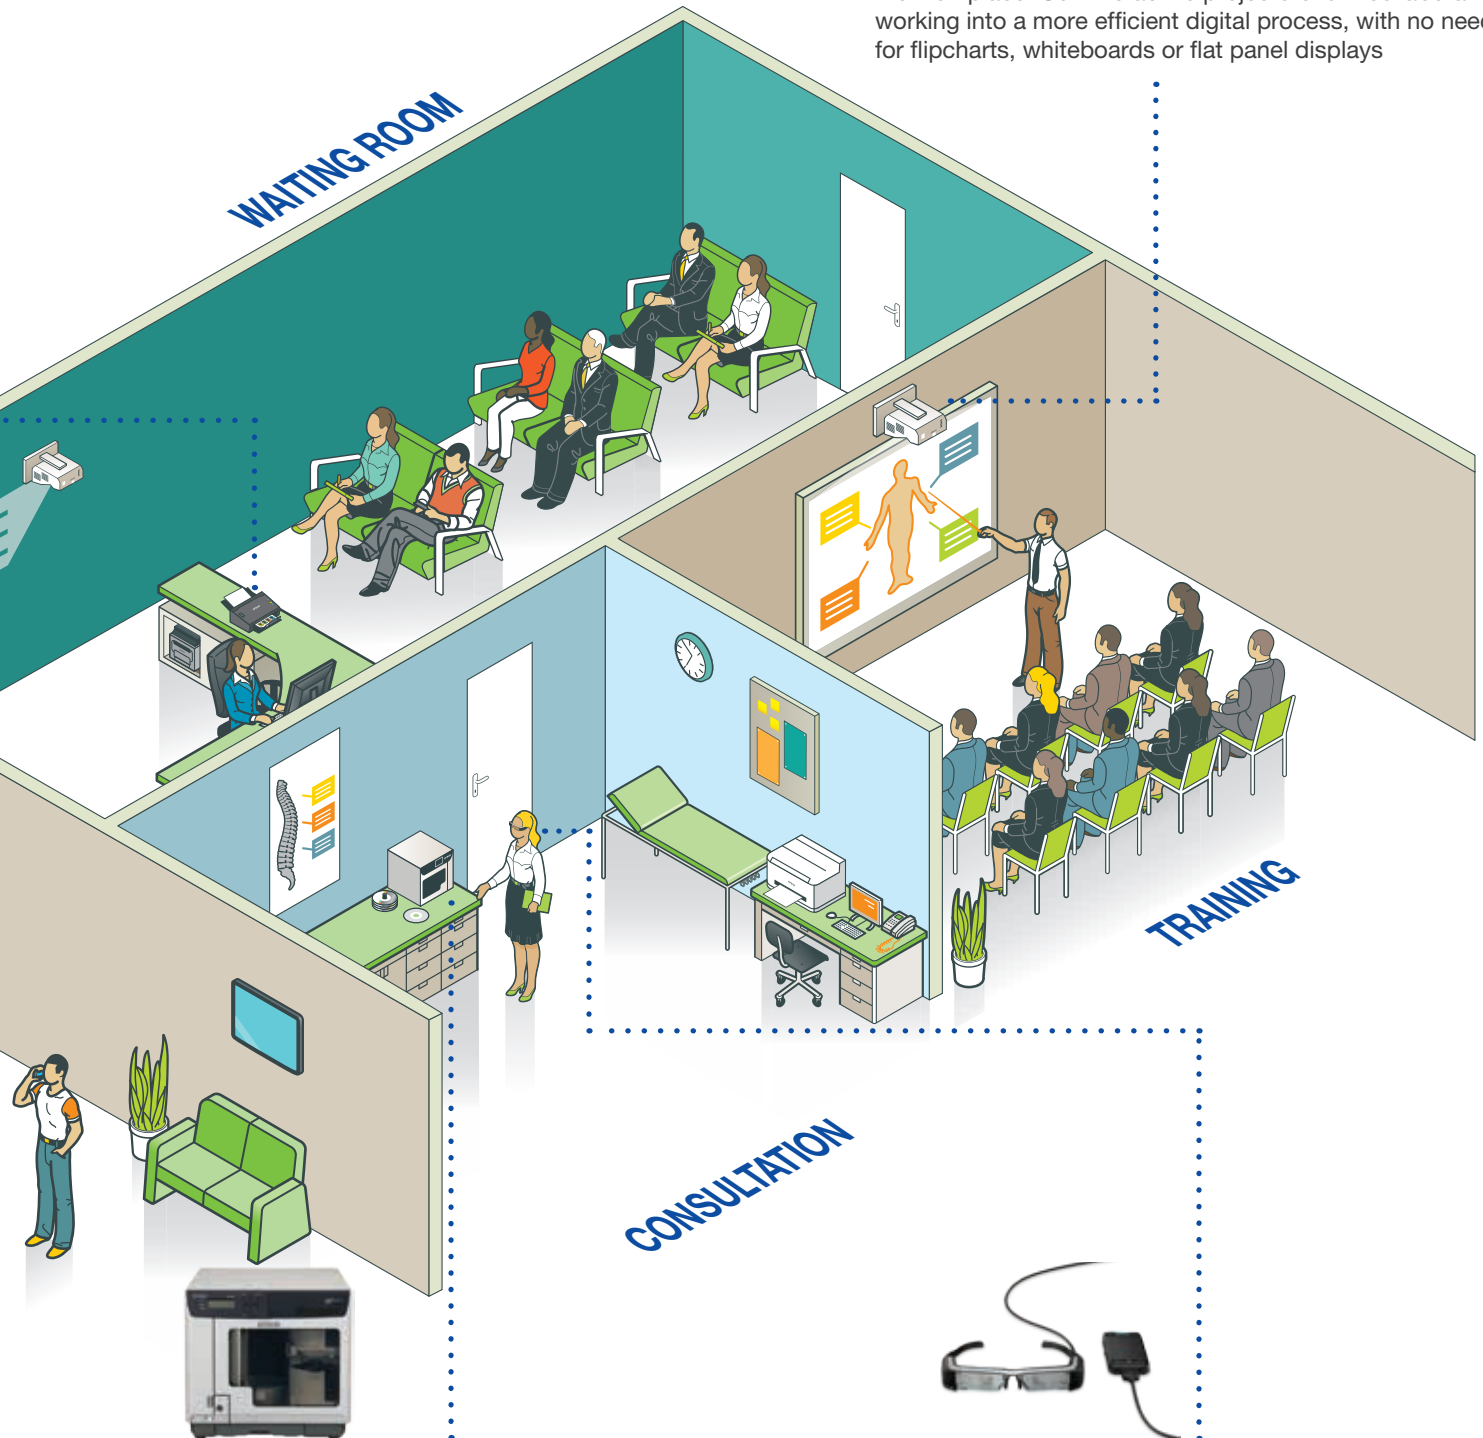 working into a more efficient digital process, with no need
for flipcharts, whiteboards or flat panel displays
WAITING ROOM
TRAINING
CONSULTATION